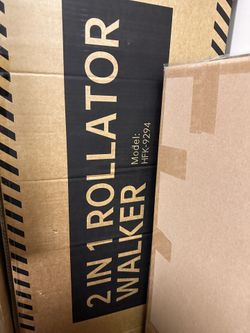 2 IN 1 ROLLATOR
WALKER
Model:
HFK-9294